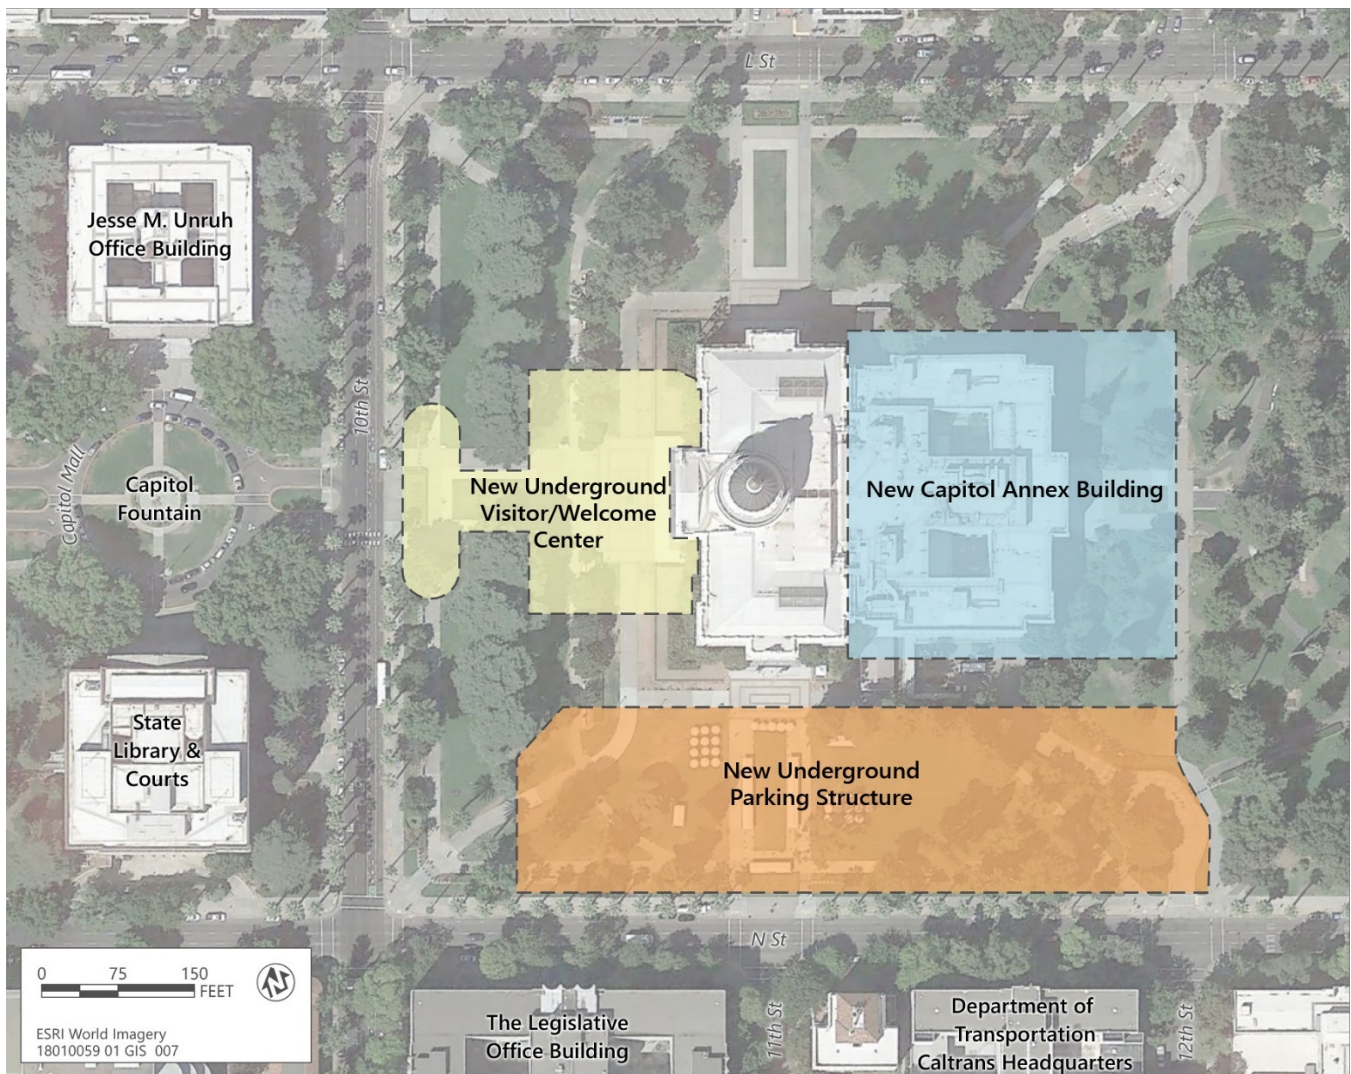 L St
Jesse M. Unruh
Office Building
10th St
Capitol Mall
Capitol
Fountain
New Underground
Visitor/Welcome
Center
New Capitol Annex Building
State
Library &
Courts
New Underground
Parking Structure
N St
0 75 150
FEET
ESRI World Imagery
18010059 01 GIS 007
The Legislative
Office Building
11th St
Department of
Transportation
Caltrans Headquarters
12th St